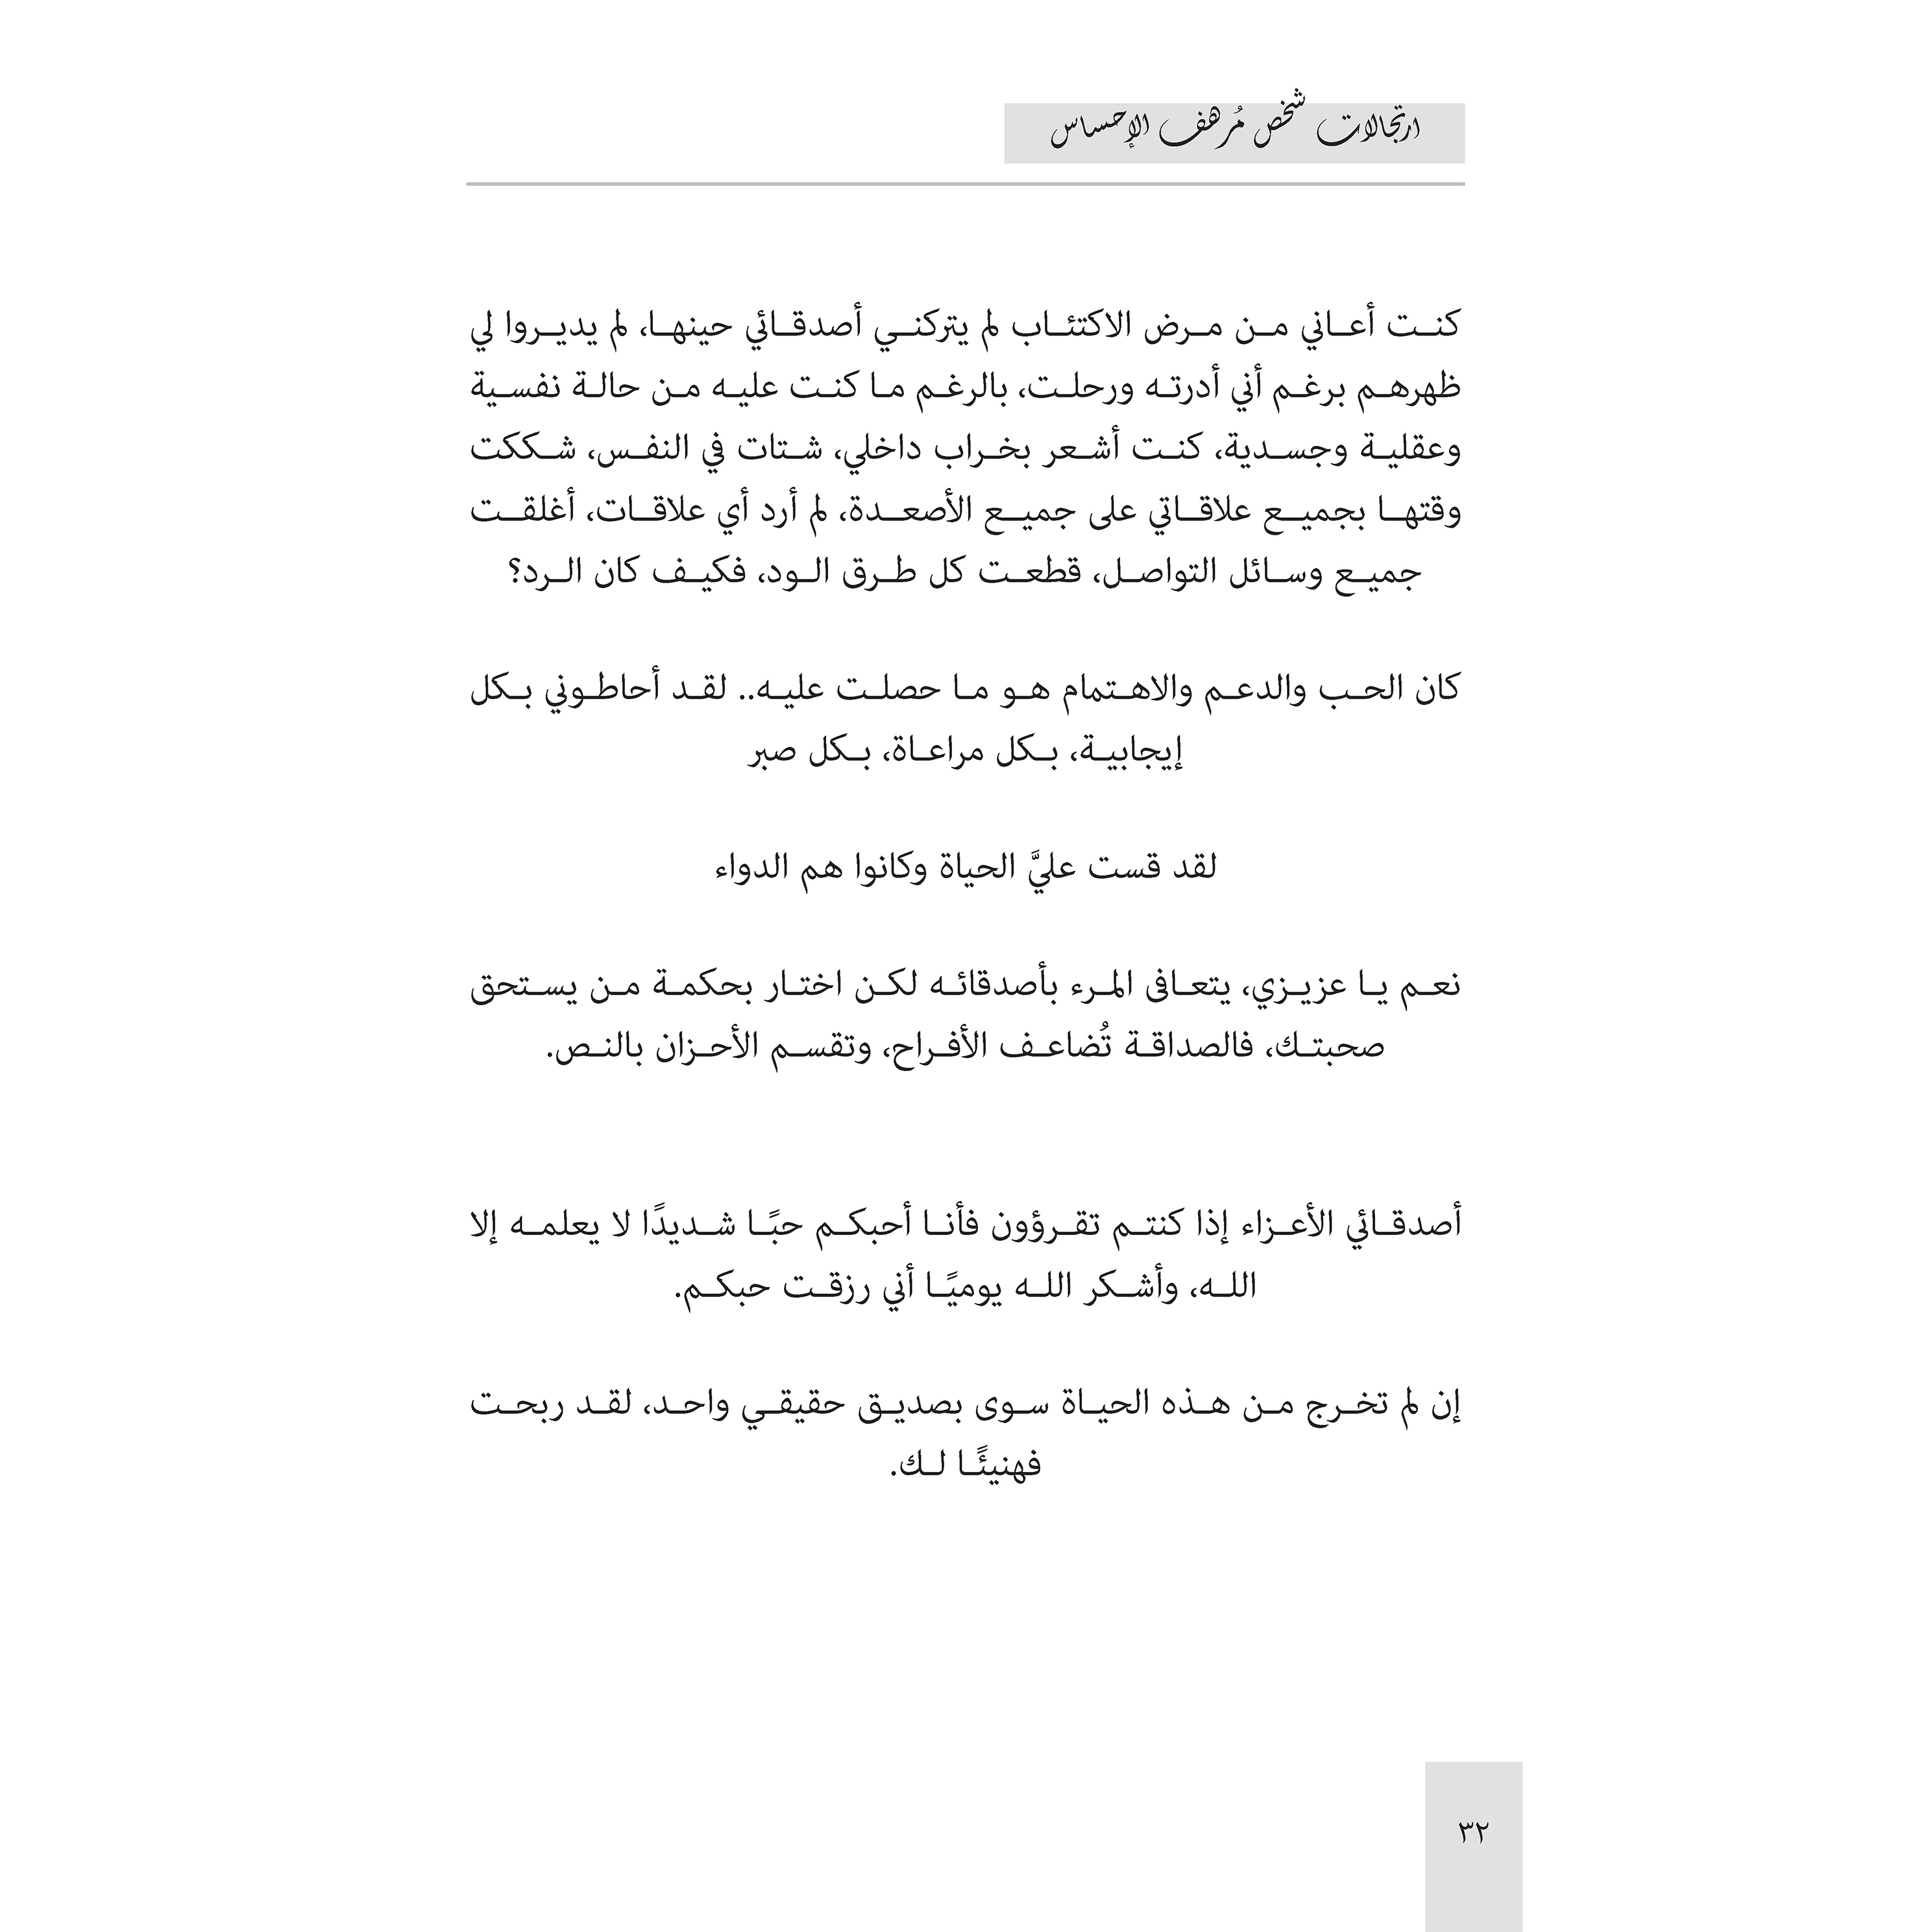 ارتجالات شخص مُرهف الإحساس
كنت أعاني من مرض الاكتئاب لم يتركني أصدقائي حينها، لم يديروا لي
ظهرهم برغم أني أدرته ورحلت، بالرغم ما كنت عليه من حالة نفسية
وعقلية وجسدية، كنت أشعر بخراب داخلي، شتات في النفس، شككت
وقتها بجميع علاقاتي على جميع الأصعدة، لم أرد أي علاقات، أغلقت
جميع وسائل التواصل، قطعت كل طرق الود، فكيف كان الرد؟
كان الحب والدعم والاهتمام هو ما حصلت عليه.. لقد أحاطوني بكل
إيجابية، بكل مراعاة، بكل صبر
لقد قست عليَّ الحياة وكانوا هم الدواء
نعم يا عزيزي، يتعافى المرء بأصدقائه لكن اختار بحكمة من يستحق
صحبتك، فالصداقة تُضاعف الأفراح، وتقسم الأحزان بالنص.
أصدقائي الأعزاء إذا كنتم تقرؤون فأنا أحبكم حبًا شديدًا لا يعلمه إلا
الله، وأشكر الله يوميًا أني رزقت حبكم.
إن لم تخرج من هذه الحياة سوى بصديق حقيقي واحد، لقد ربحت
فهنيئًا لك.
٣٢